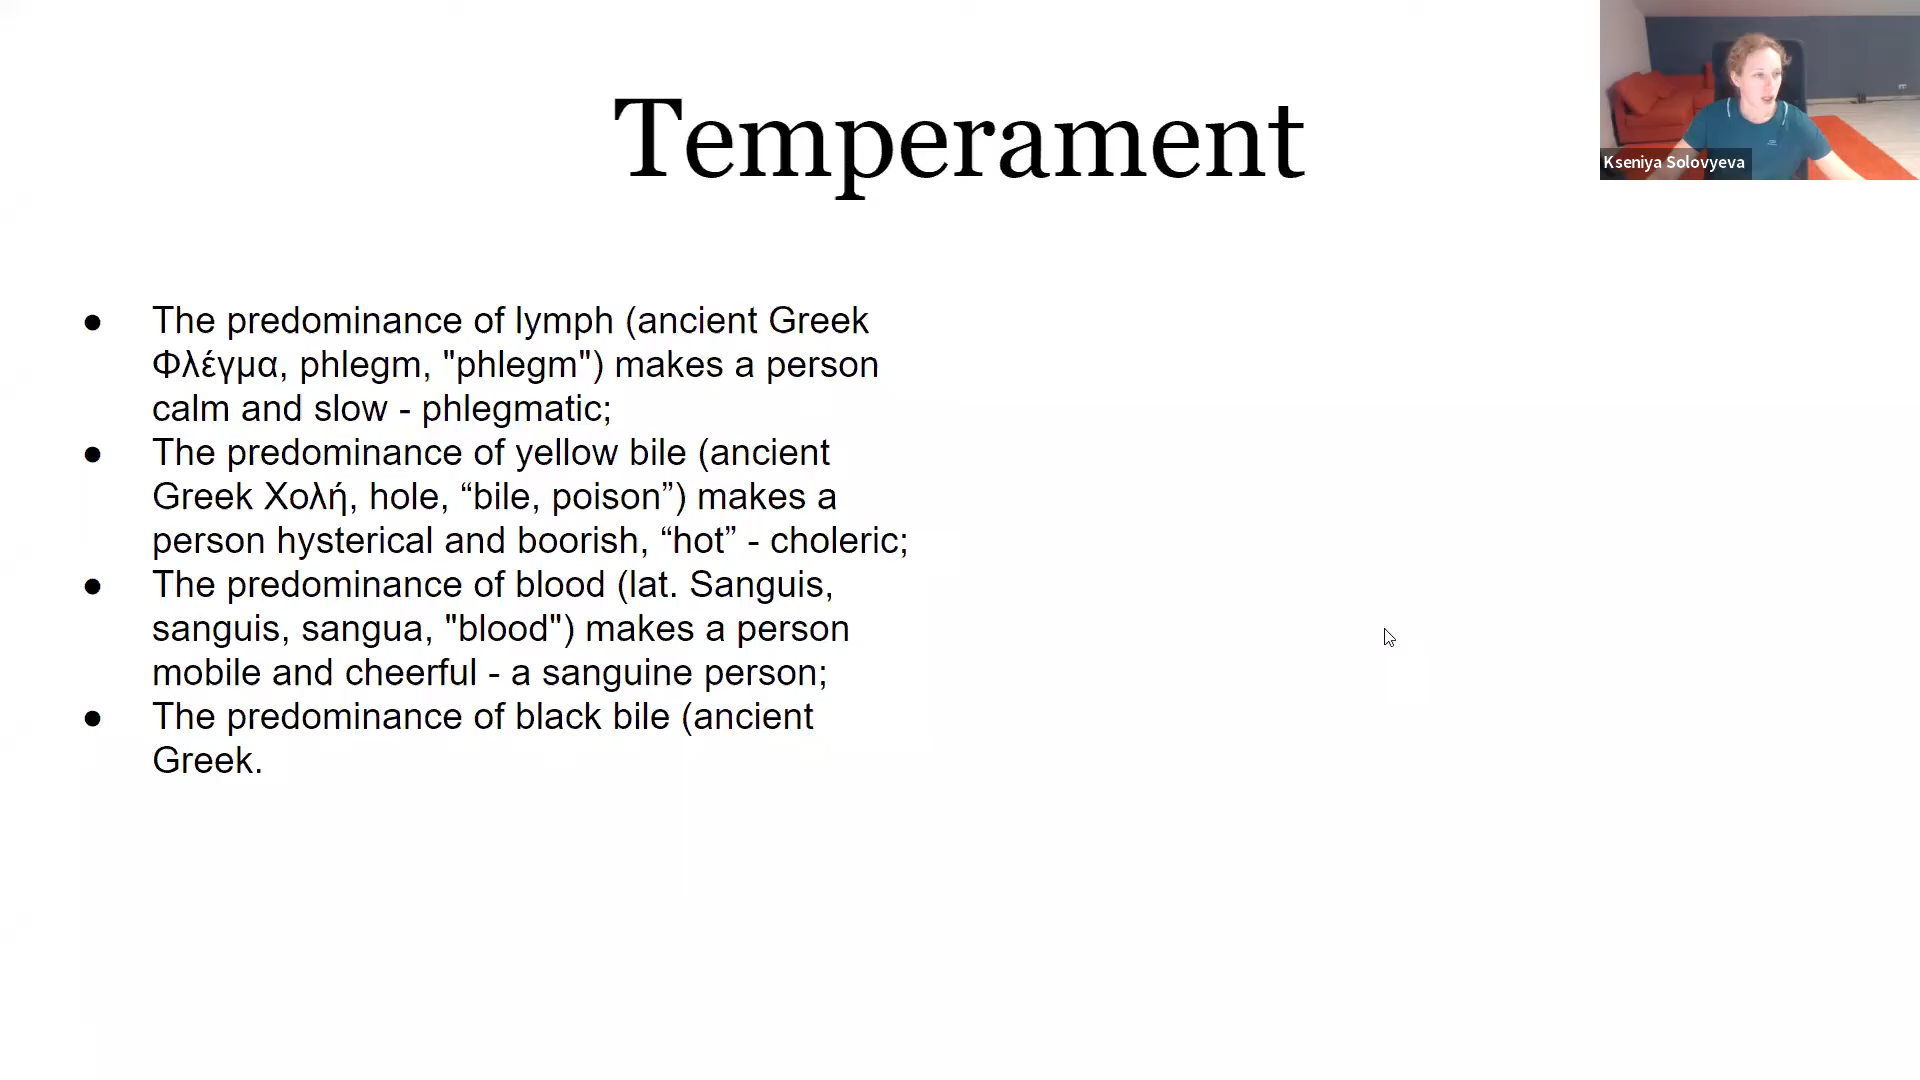 Temperament
Kseniya Solovyeva
● The predominance of lymph (ancient Greek
Φλέγμα, phlegm, "phlegm") makes a person
calm and slow - phlegmatic;
● The predominance of yellow bile (ancient
Greek Χολή, hole, “bile, poison”) makes a
person hysterical and boorish, “hot” - choleric;
● The predominance of blood (lat. Sanguis,
sanguis, sangua, "blood") makes a person
mobile and cheerful - a sanguine person;
● The predominance of black bile (ancient
Greek.